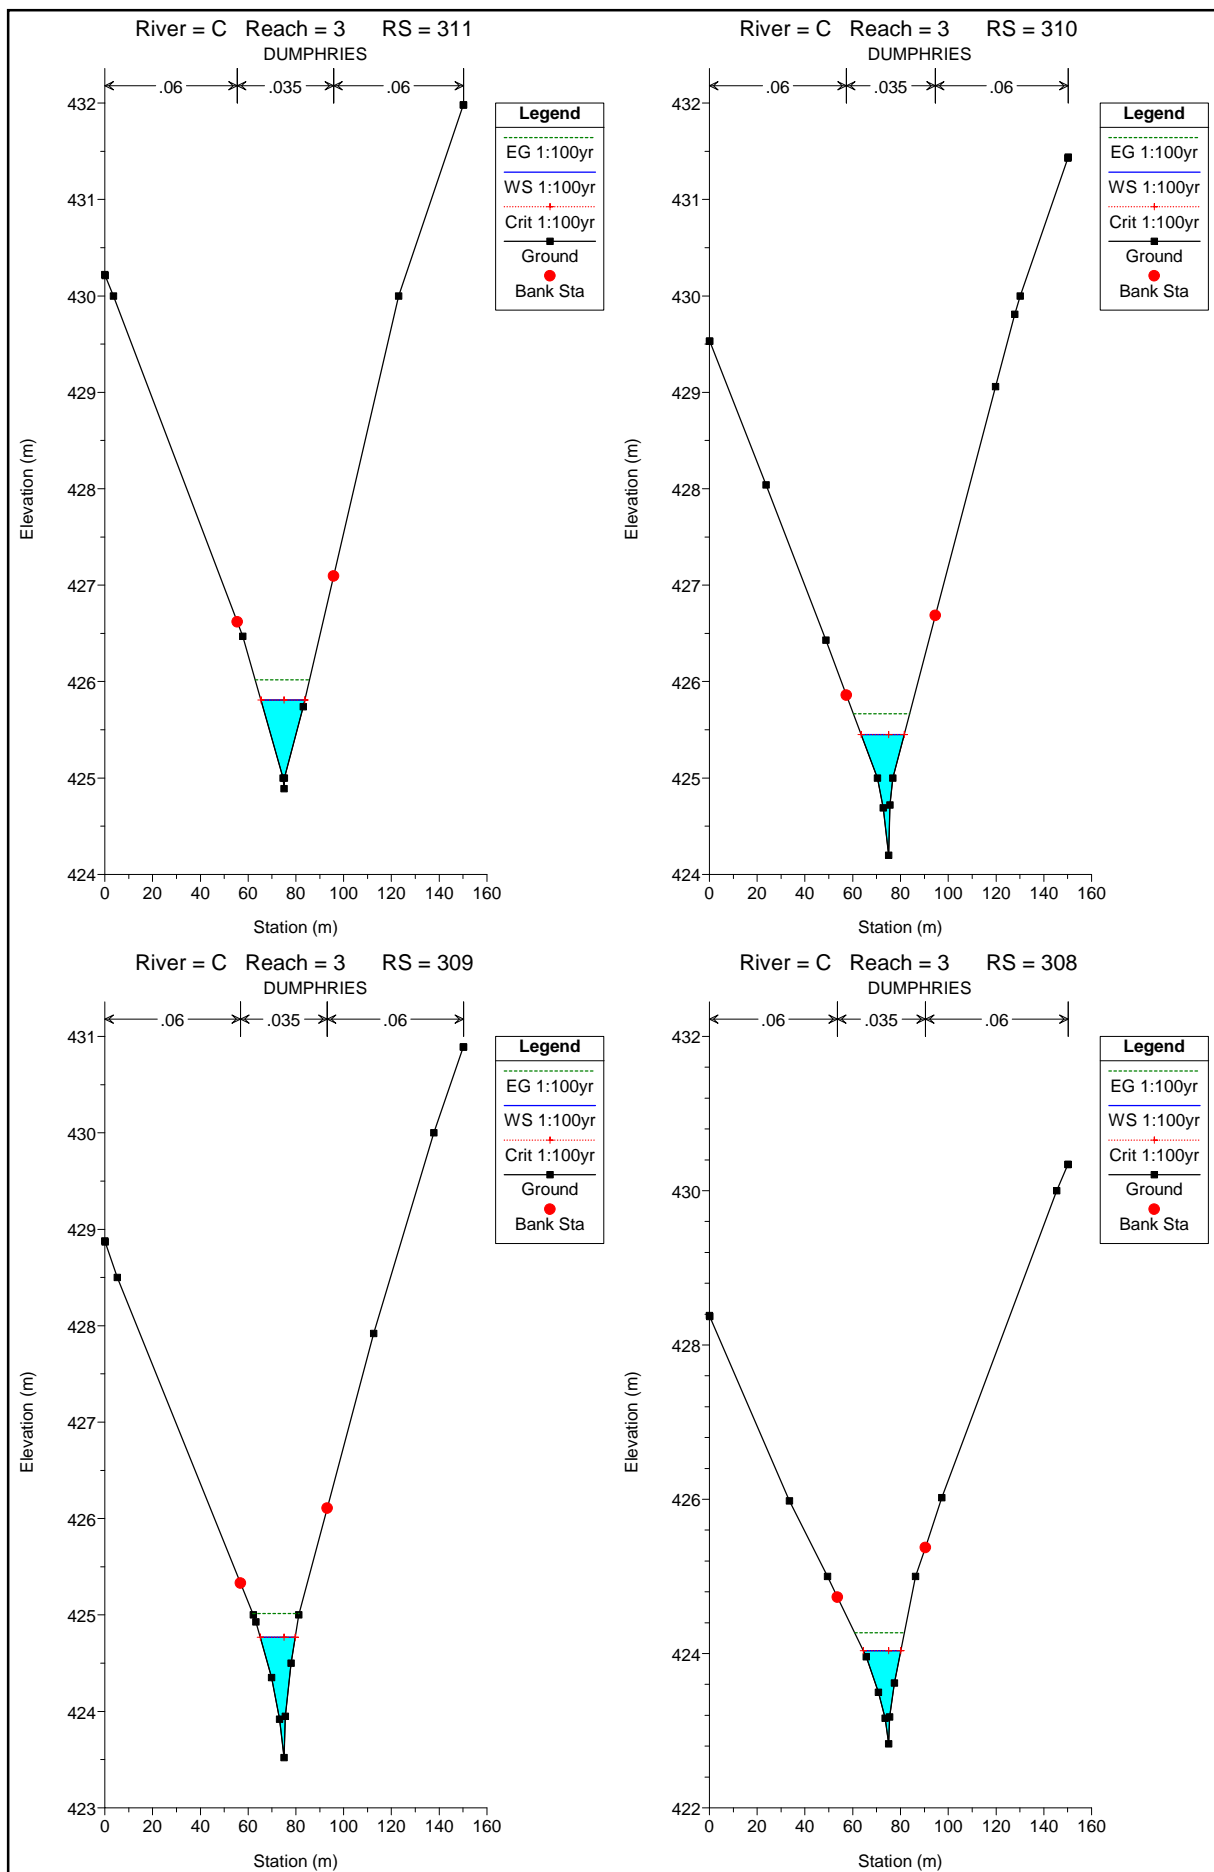 River = C Reach = 3 RS = 311
DUMPHRIES
.06 .035 .06
432
431
430
429
428
427
426
425
424
0 20 40 60 80 100 120 140 160
Station (m)
Elevation (m)
Legend
EG 1:100yr
WS 1:100yr
Crit 1:100yr
Ground
Bank Sta
River = C Reach = 3 RS = 310
DUMPHRIES
.06 .035 .06
432
431
430
429
428
427
426
425
424
0 20 40 60 80 100 120 140 160
Station (m)
Elevation (m)
Legend
EG 1:100yr
WS 1:100yr
Crit 1:100yr
Ground
Bank Sta
River = C Reach = 3 RS = 309
DUMPHRIES
.06 .035 .06
431
430
429
428
427
426
425
424
423
0 20 40 60 80 100 120 140 160
Station (m)
Elevation (m)
Legend
EG 1:100yr
WS 1:100yr
Crit 1:100yr
Ground
Bank Sta
River = C Reach = 3 RS = 308
DUMPHRIES
.06 .035 .06
432
430
428
426
424
422
0 20 40 60 80 100 120 140 160
Station (m)
Elevation (m)
Legend
EG 1:100yr
WS 1:100yr
Crit 1:100yr
Ground
Bank Sta